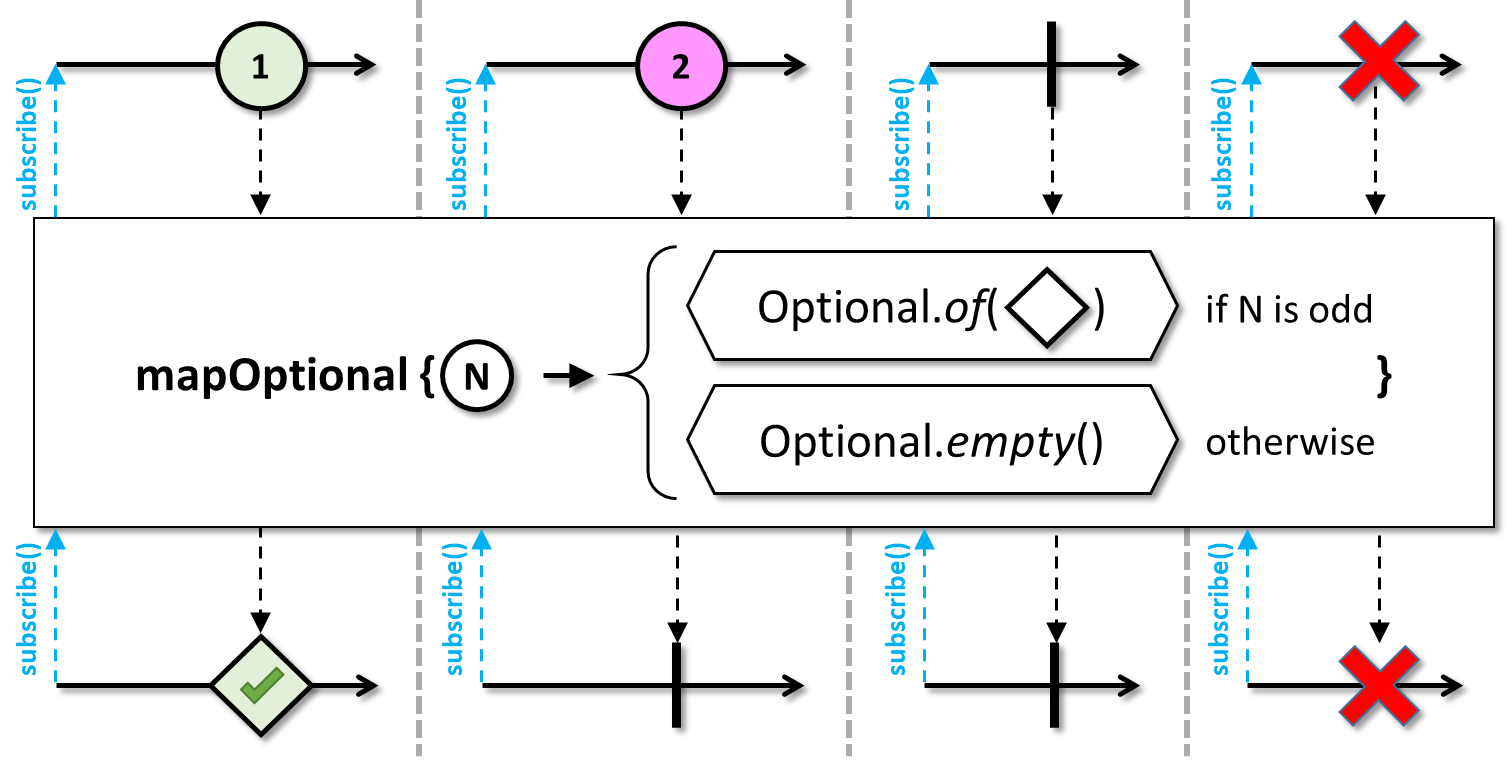 1
2
subscribe()
subscribe()
subscribe()
subscribe()
Optional.of( )
if N is odd
mapOptional { N
}
Optional.empty()
otherwise
subscribe()
subscribe()
subscribe()
subscribe()